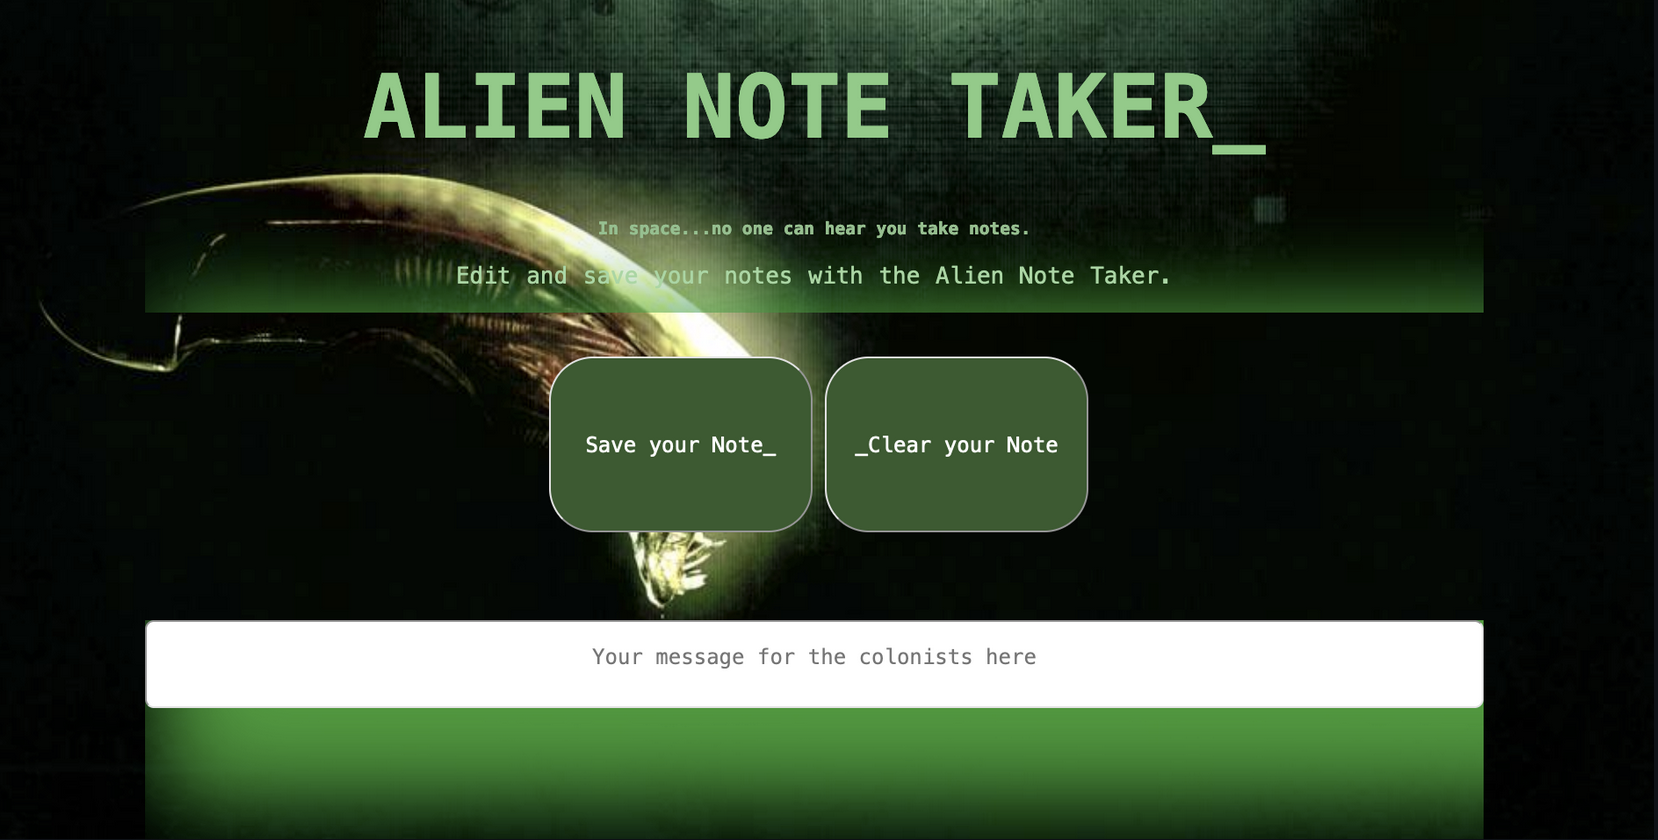 ALIEN NOTE TAKER_
In space...no one can hear you take notes.
Edit and save your notes with the Alien Note Taker.
Save your Note_
_Clear your Note
Your message for the colonists here